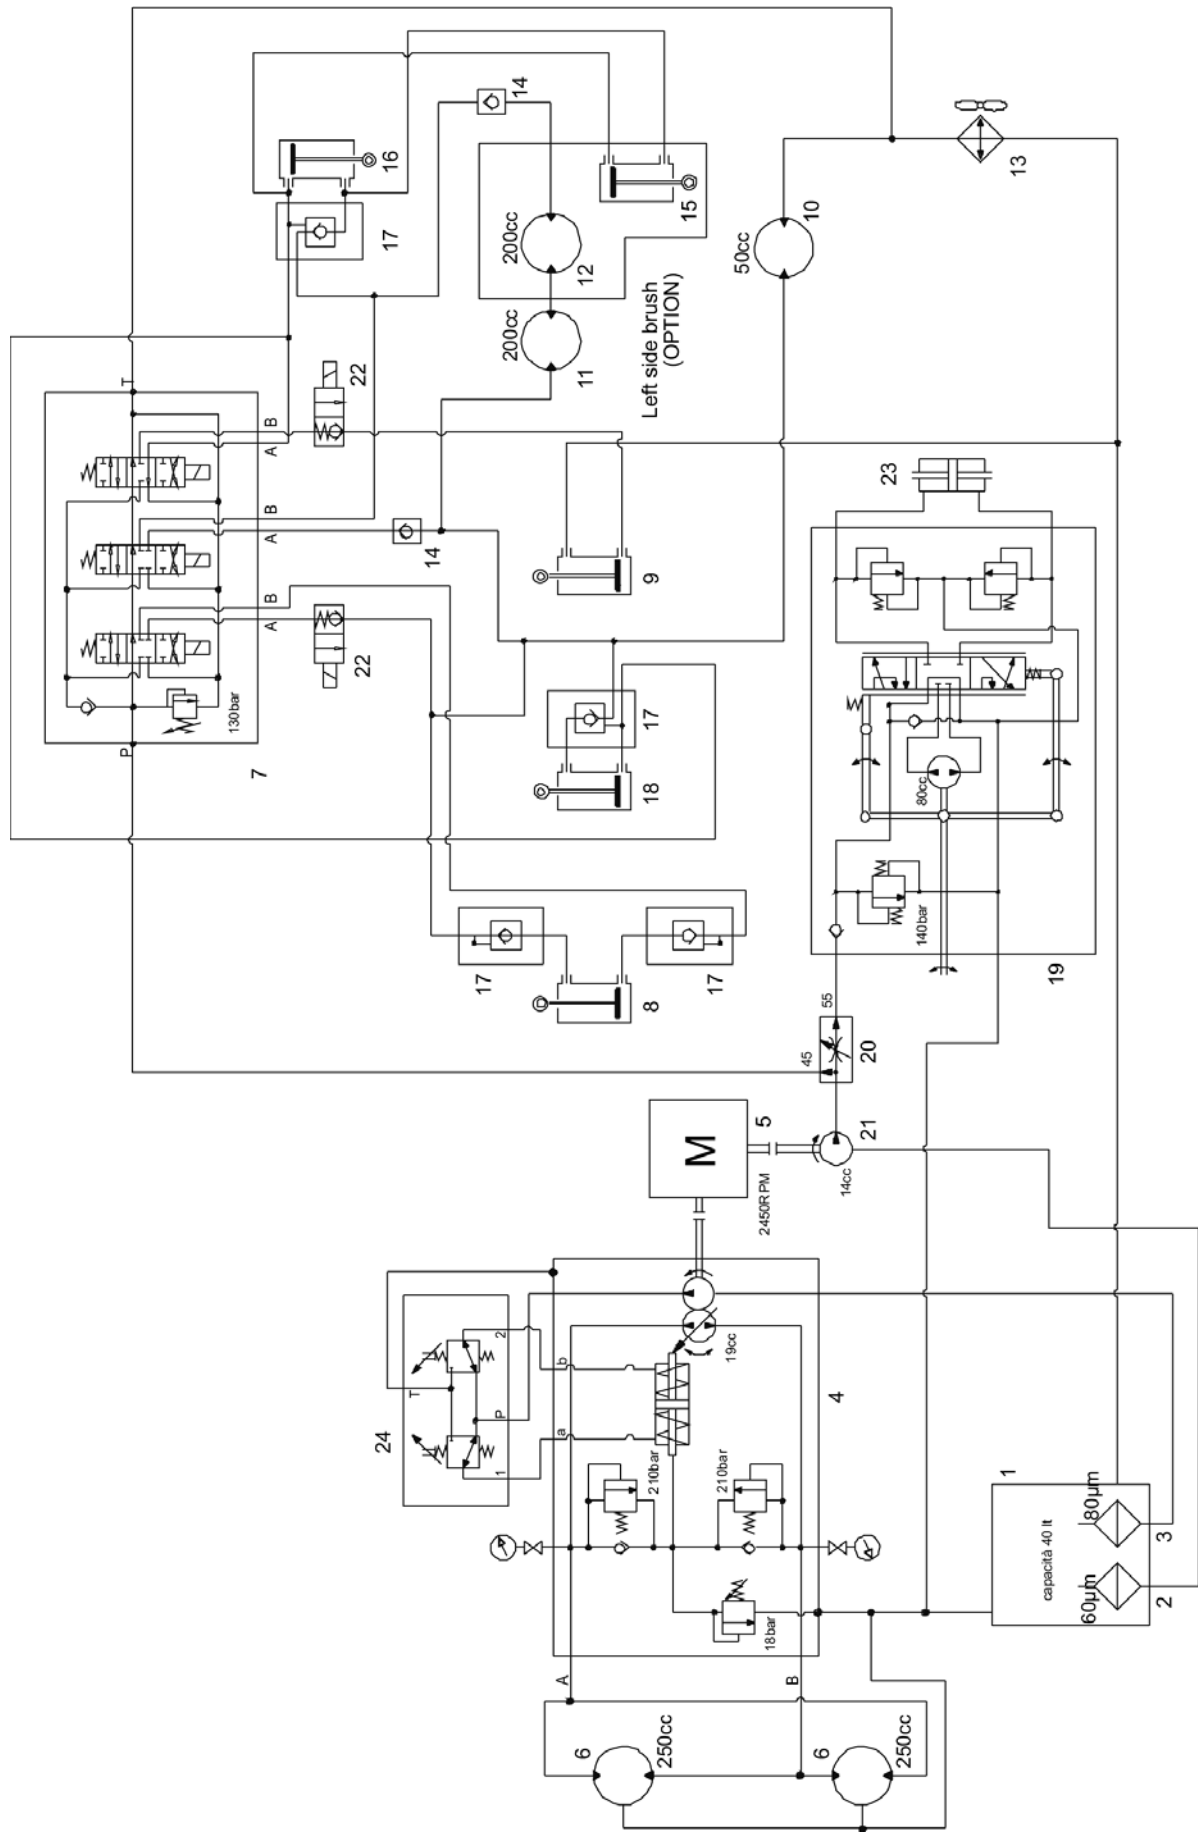 14
16
17
15
200cc
12
200cc
11
Left side brush
(OPTION)
50cc
10
13
T
B
A
22
B
A
14
B
A
22
130bar
P
7
9
17
18
17
17
8
23
80cc
140bar
19
55
45
20
21
14cc
M
5
2450RPM
24
T
P
2
1
b
a
19cc
4
210bar
210bar
18bar
A
B
6
250cc
6
250cc
1
capacità 40 lt
80µm
60µm
3
2